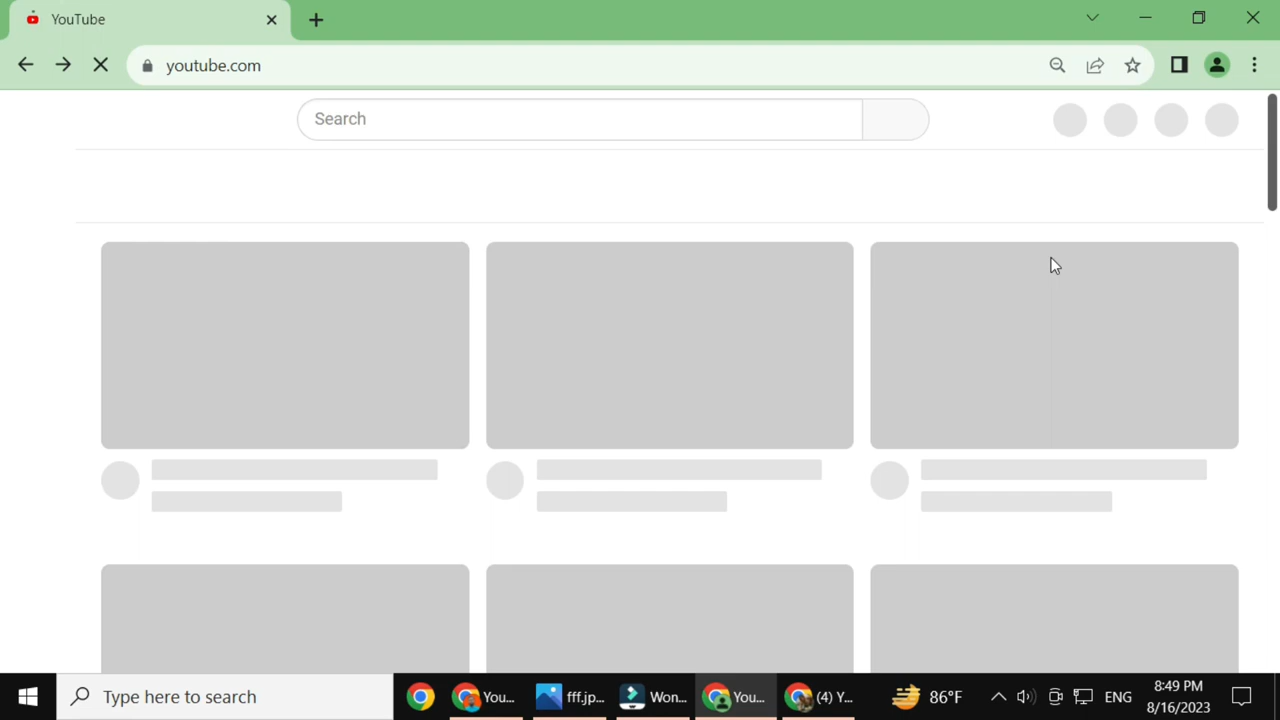 YouTube
youtube.com
Search
Type here to search
You...
fff.jp...
Won...
You...
(4) Y...
86°F
ENG
8:49 PM
8/16/2023